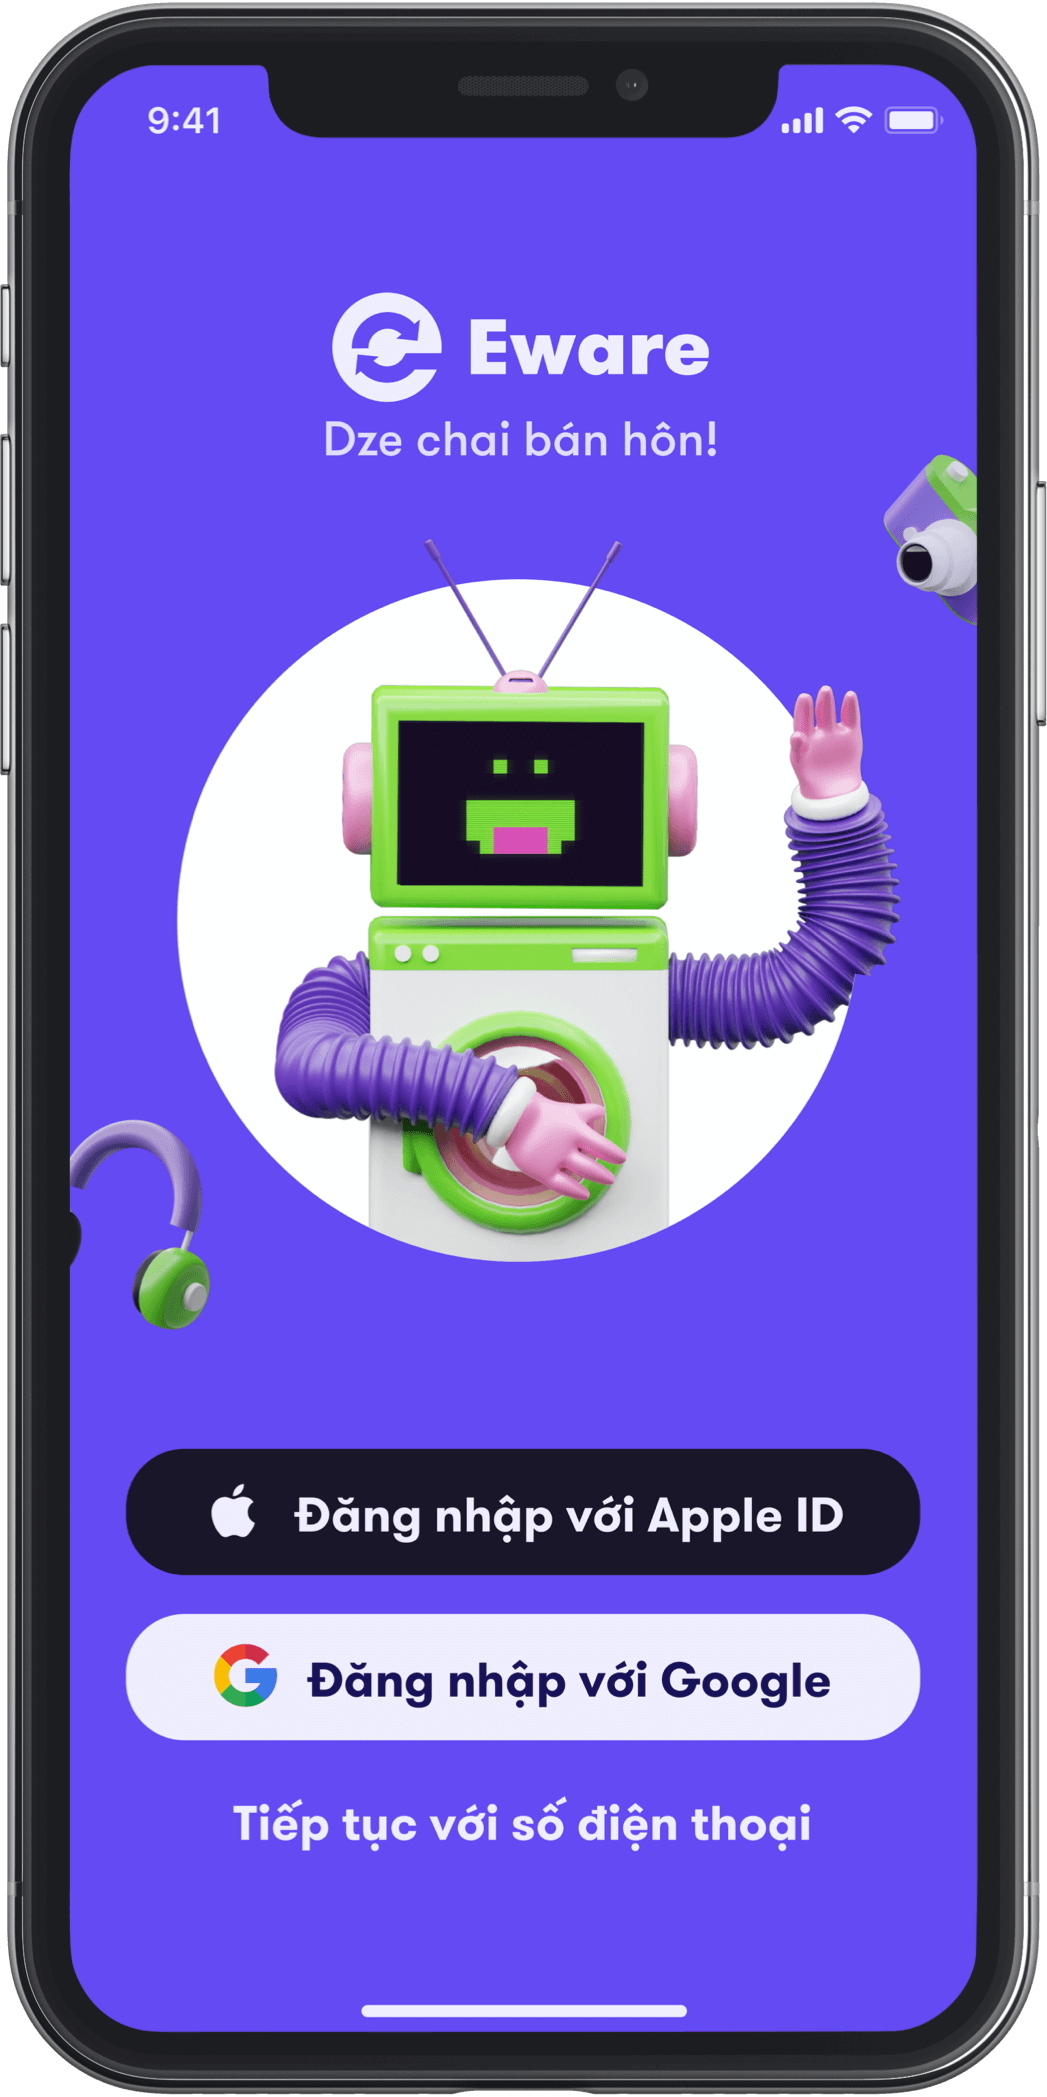 9:41
Eware
Dze chai bán hôn!
Đăng nhập với Apple ID
Đăng nhập với Google
Tiếp tục với số điện thoại